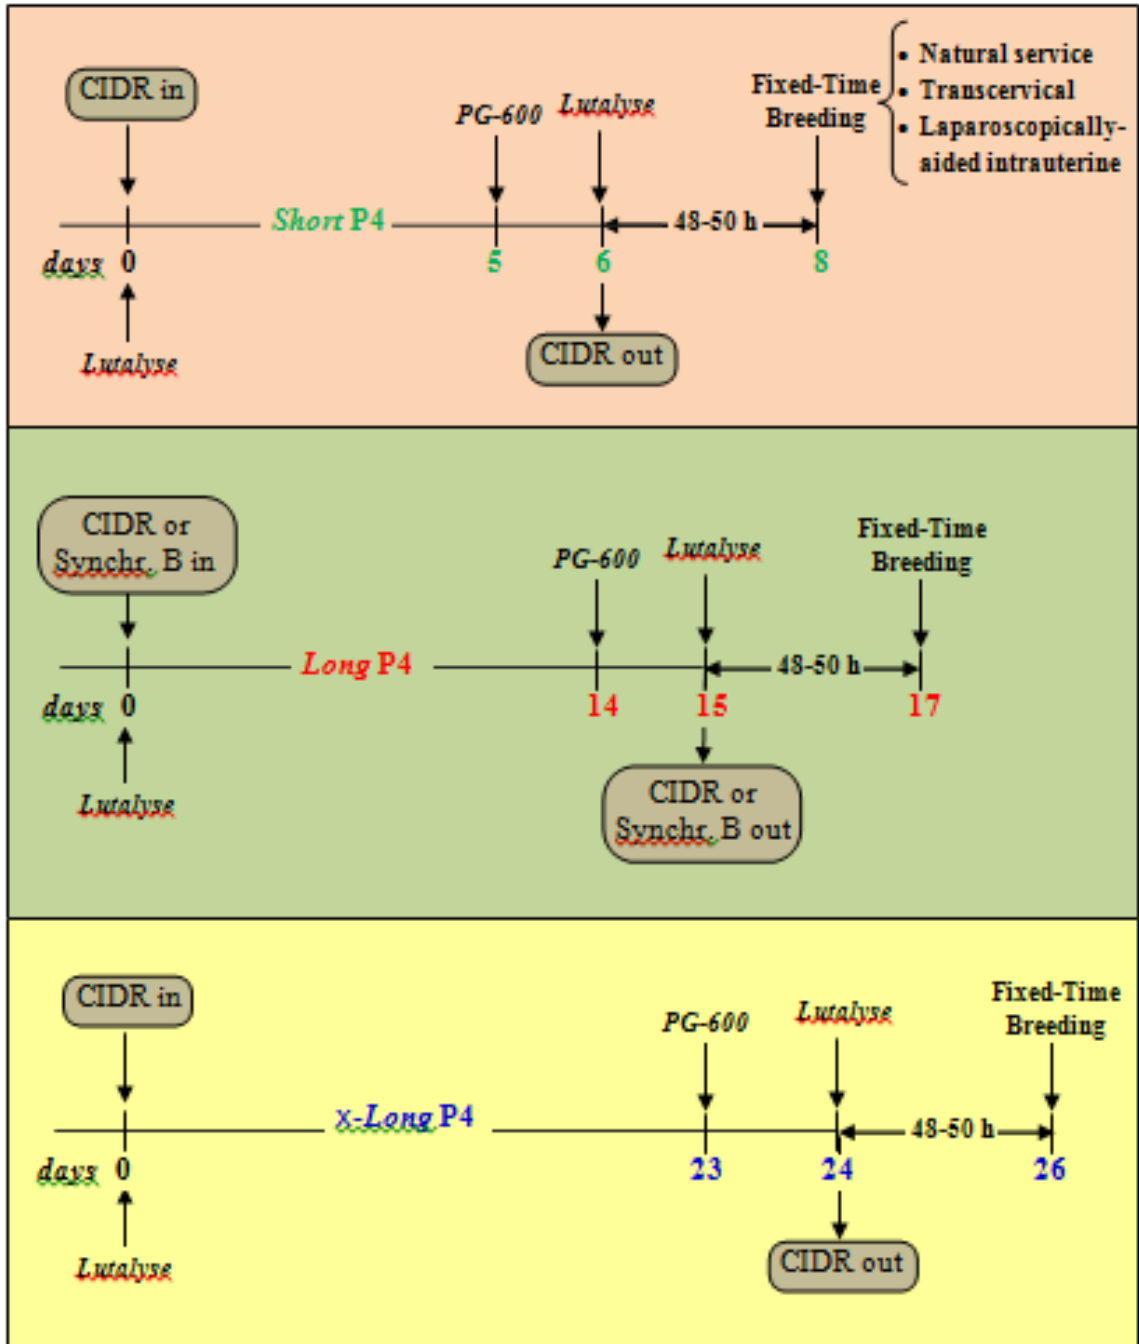 CIDR in
PG-600
Lutalyse
Fixed-Time
Breeding
• Natural service
• Transcervical
• Laparoscopically-
aided intrauterine
Short P4
48-50 h
days 0 5 6 8
Lutalyse
CIDR out
CIDR or
Synchr. B in
PG-600
Lutalyse
Fixed-Time
Breeding
Long P4
48-50 h
days 0 14 15 17
Lutalyse
CIDR or
Synchr. B out
CIDR in
PG-600
Lutalyse
Fixed-Time
Breeding
x-Long P4
48-50 h
days 0 23 24 26
Lutalyse
CIDR out